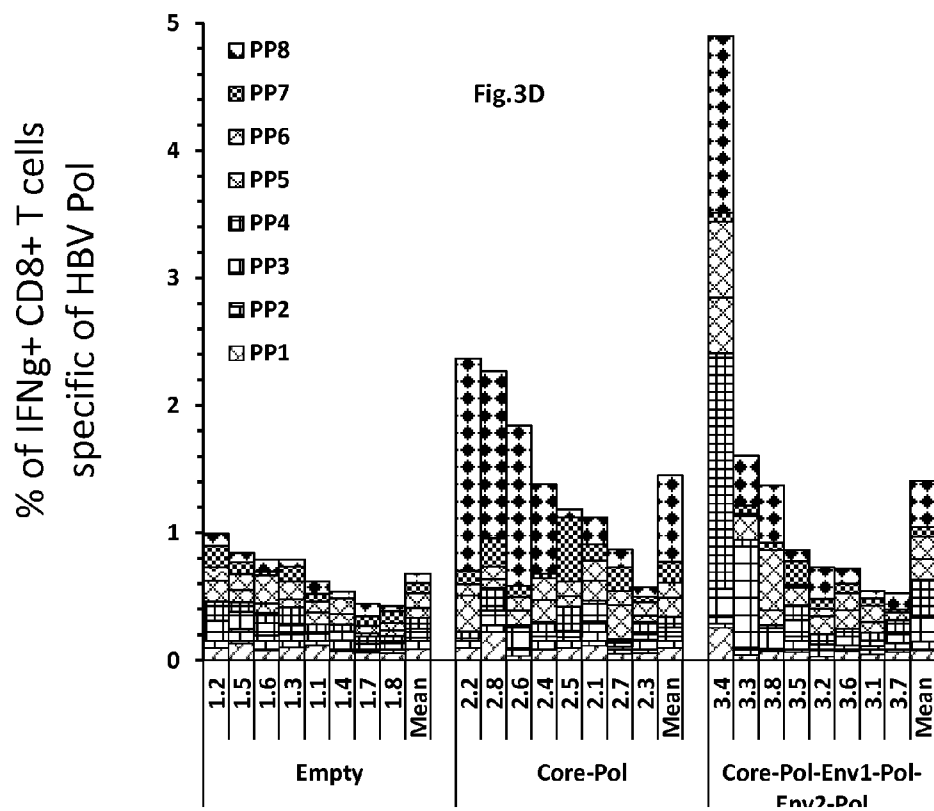 % of IFNg+ CD8+ T cells
specific of HBV Pol
5
4
3
2
1
0
PP8
PP7
PP6
PP5
PP4
PP3
PP2
PP1
Fig.3D
1.2 1.5 1.6 1.3 1.1 1.4 1.7 1.8 Mean 2.2 2.8 2.6 2.4 2.5 2.1 2.7 2.3 Mean 3.4 3.3 3.8 3.5 3.2 3.6 3.1 3.7 Mean
Empty Core-Pol Core-Pol-Env1-Pol-
Env2-Pol